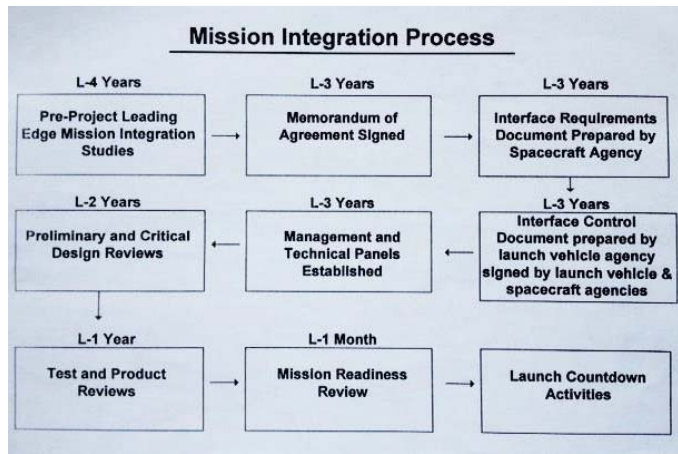 Mission Integration Process
L-4 Years
Pre-Project Leading
Edge Mission Integration
Studies
L-3 Years
Memorandum of
Agreement Signed
L-3 Years
Interface Requirements
Document Prepared by
Spacecraft Agency
L-3 Years
Interface Control
Document prepared by
launch vehicle agency
signed by launch vehicle &
spacecraft agencies
L-3 Years
Management and
Technical Panels
Established
L-2 Years
Preliminary and Critical
Design Reviews
L-1 Year
Test and Product
Reviews
L-1 Month
Mission Readiness
Review
Launch Countdown
Activities